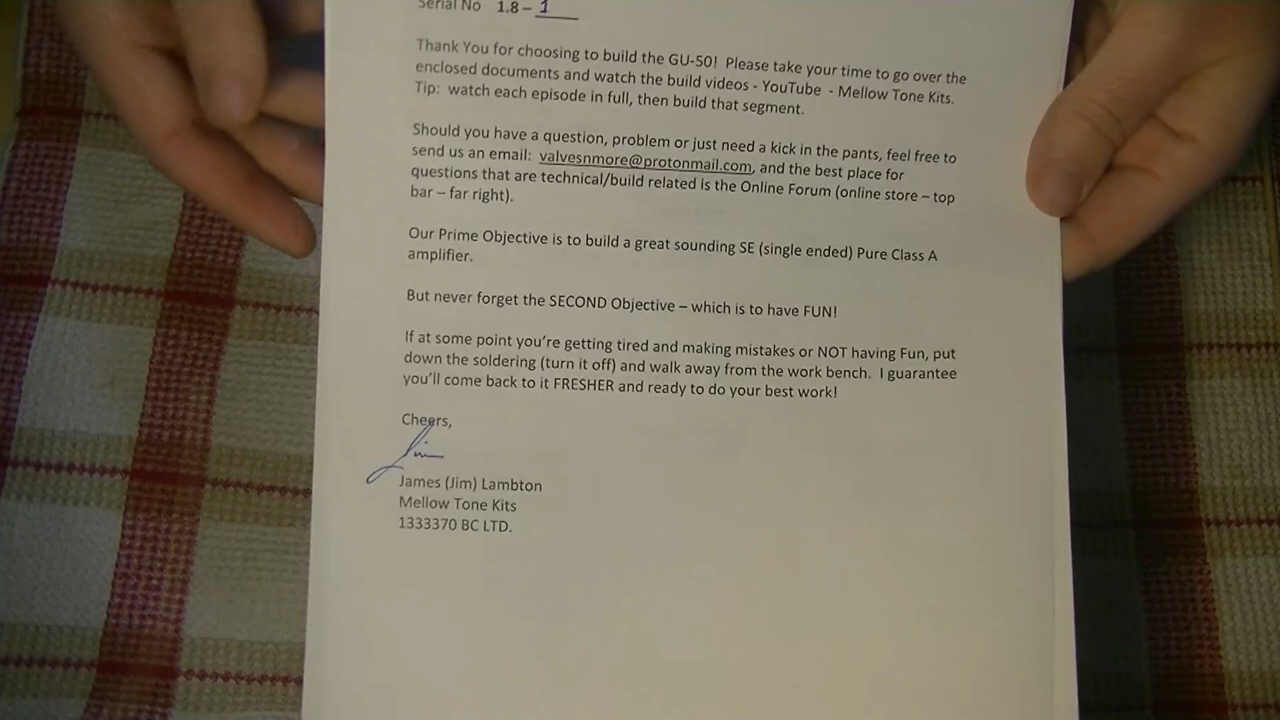 Serial No 1.8 – 1
Thank You for choosing to build the GU-50! Please take your time to go over the
enclosed documents and watch the build videos - YouTube - Mellow Tone Kits.
Tip: watch each episode in full, then build that segment.
Should you have a question, problem or just need a kick in the pants, feel free to
send us an email: valvesnmore@protonmail.com, and the best place for
questions that are technical/build related is the Online Forum (online store – top
bar – far right).
Our Prime Objective is to build a great sounding SE (single ended) Pure Class A
amplifier.
But never forget the SECOND Objective – which is to have FUN!
If at some point you're getting tired and making mistakes or NOT having Fun, put
down the soldering (turn it off) and walk away from the work bench. I guarantee
you'll come back to it FRESHER and ready to do your best work!
Cheers,
Jim
James (Jim) Lambton
Mellow Tone Kits
1333370 BC LTD.